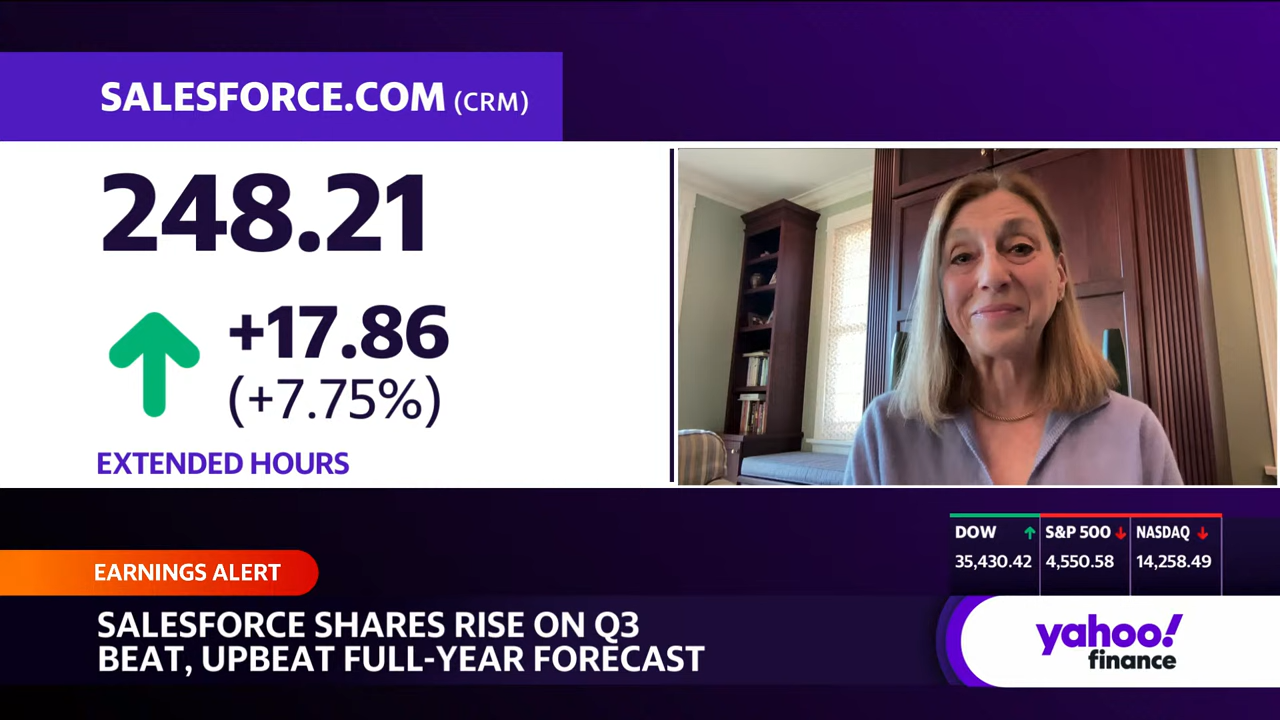 SALESFORCE.COM (CRM)
248.21
+17.86
(+7.75%)
EXTENDED HOURS
DOW
35,430.42
S&P 500
4,550.58
NASDAQ
14,258.49
EARNINGS ALERT
SALESFORCE SHARES RISE ON Q3
BEAT, UPBEAT FULL-YEAR FORECAST
yahoo!
finance